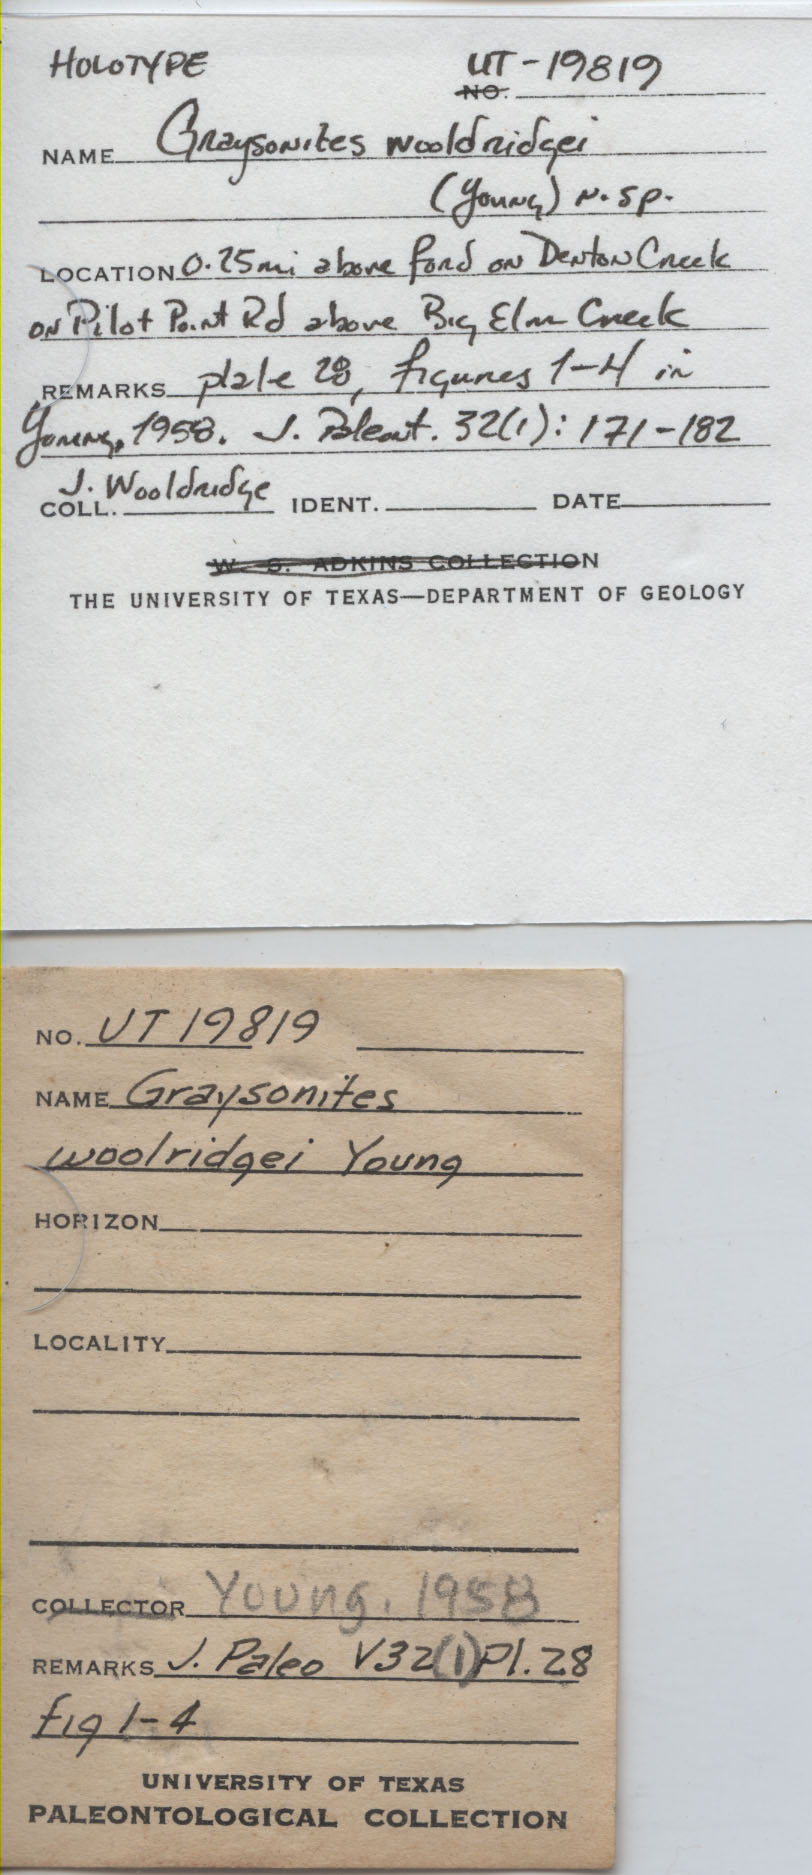 HOLOTYPE UT-19819
NO.
NAME Graysonites wooldridgei
(Young) n. sp.
LOCATION 0.25mi above ford on Denton Creek
on Pilot Point Rd above Big Elm Creek
REMARKS plate 28, figures 1-4 in
Young, 1958. J. Paleont. 32(1): 171-182
COLL. J. Wooldridge IDENT. DATE
W. S. ADKINS COLLECTION
THE UNIVERSITY OF TEXAS—DEPARTMENT OF GEOLOGY
NO. UT 19819
NAME Graysonites
woolridgei Young
HORIZON
LOCALITY
COLLECTOR Young, 1958
REMARKS J. Paleo V32(1) Pl. 28
fig 1-4
UNIVERSITY OF TEXAS
PALEONTOLOGICAL COLLECTION